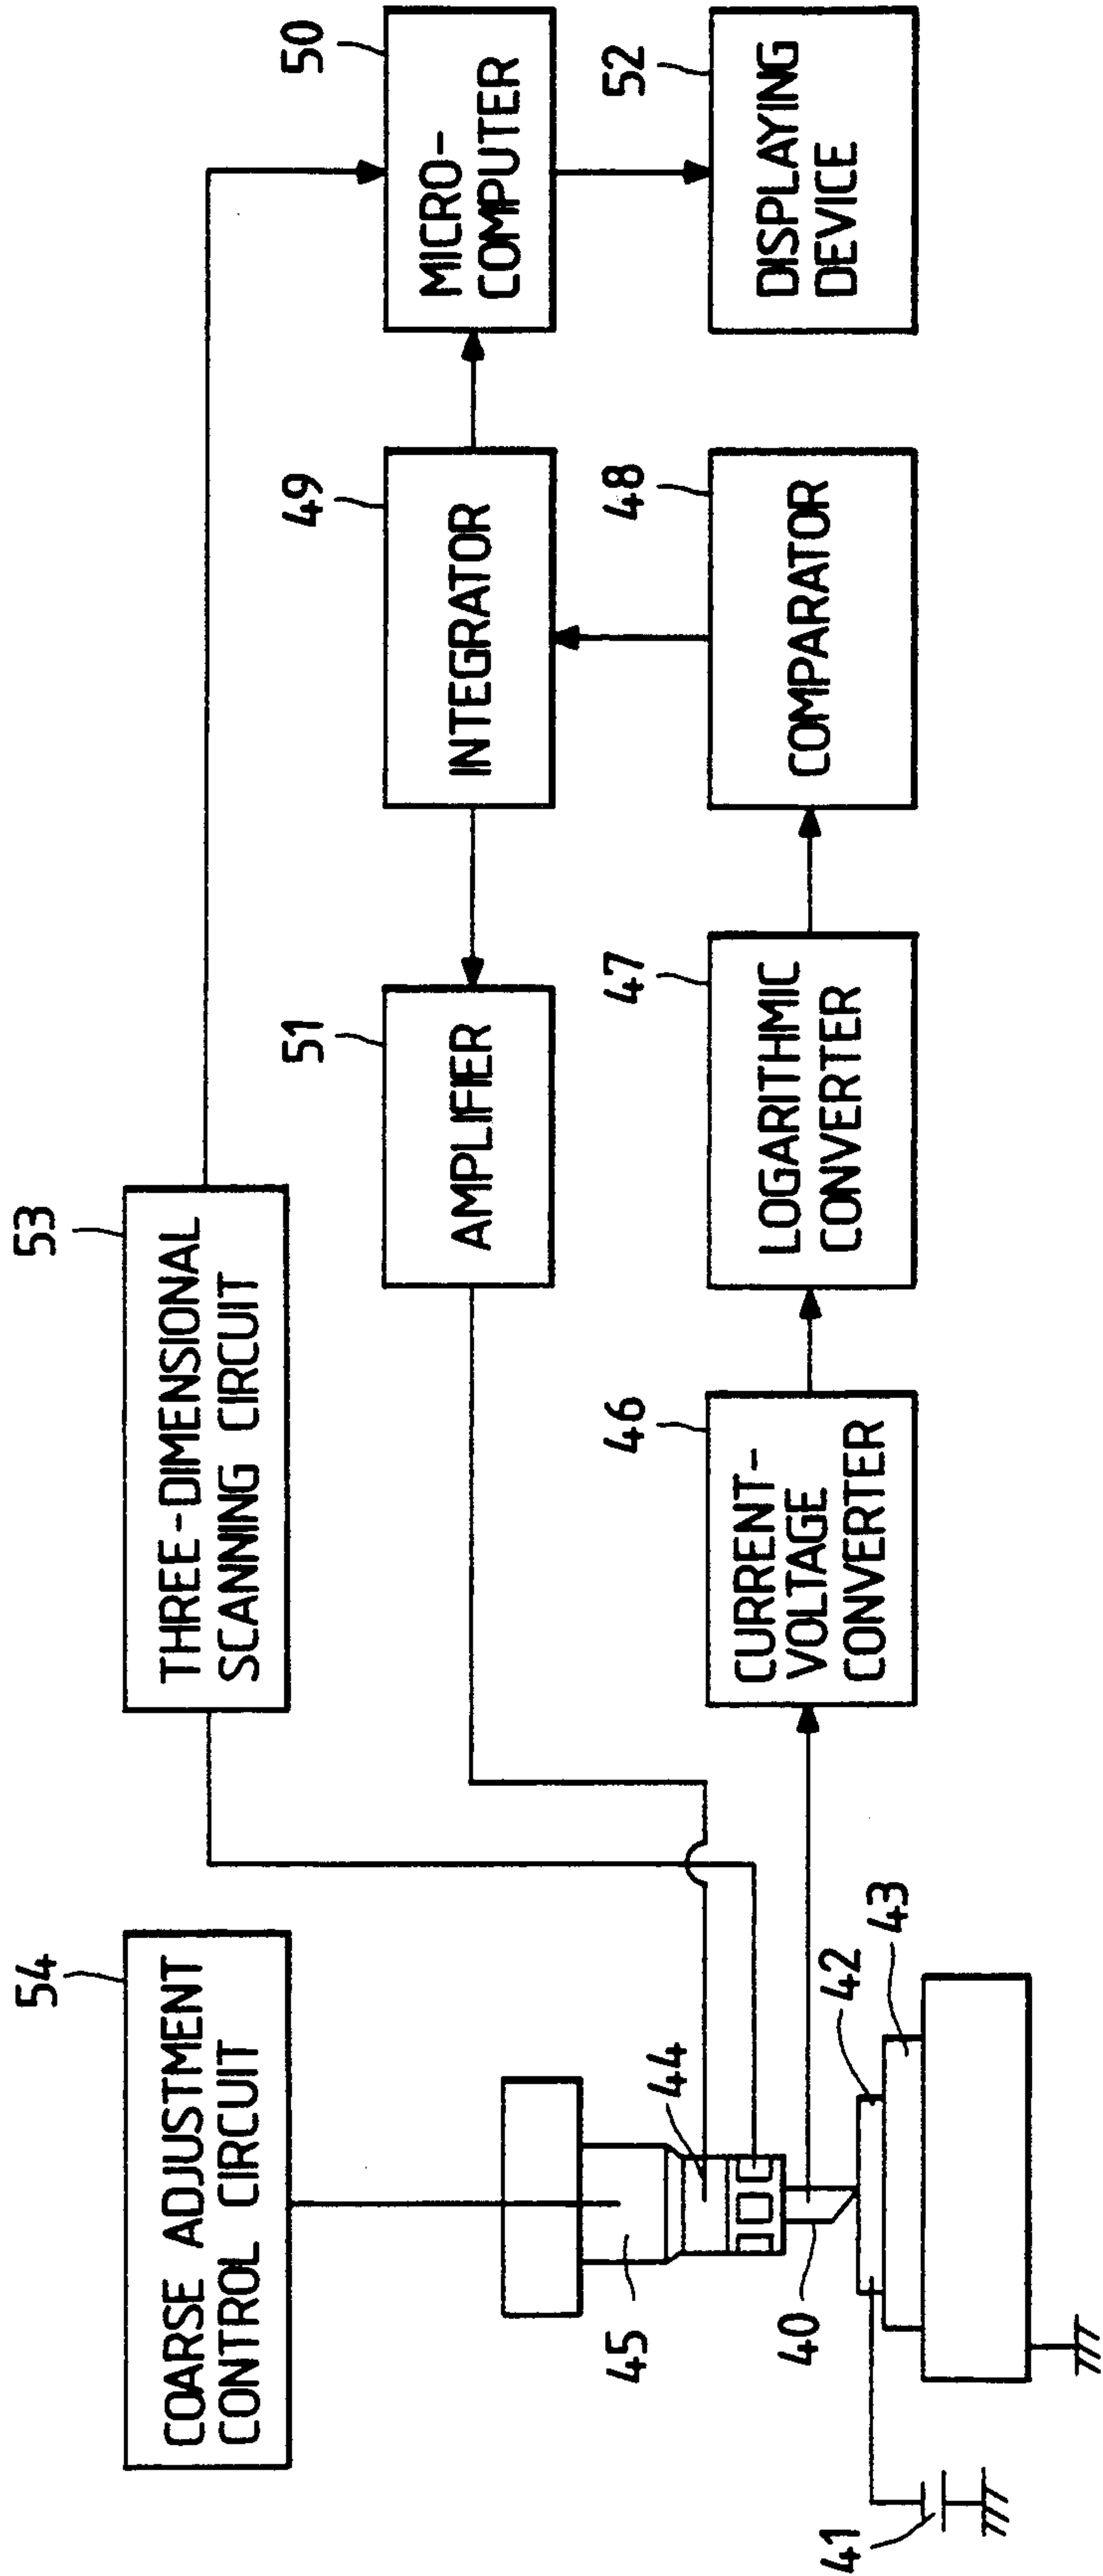 54
COARSE ADJUSTMENT
CONTROL CIRCUIT
53
THREE-DIMENSIONAL
SCANNING CIRCUIT
51
AMPLIFIER
49
INTEGRATOR
50
MICRO-
COMPUTER
45
44
40
41
42
43
46
CURRENT-
VOLTAGE
CONVERTER
47
LOGARITHMIC
CONVERTER
48
COMPARATOR
52
DISPLAYING
DEVICE